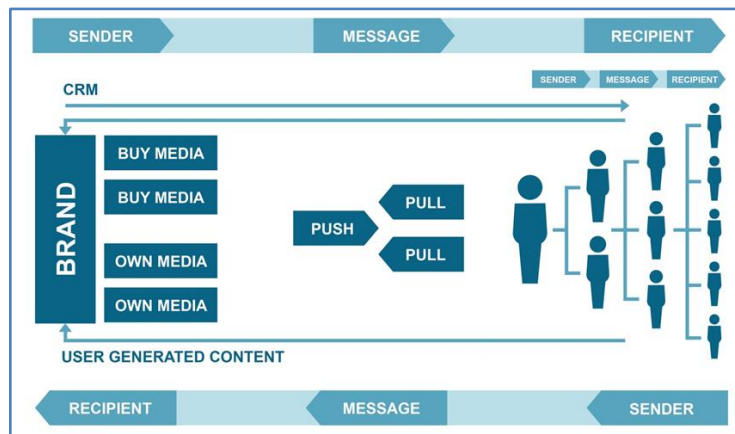 SENDER
MESSAGE
RECIPIENT
SENDER
MESSAGE
RECIPIENT
CRM
BRAND
BUY MEDIA
BUY MEDIA
OWN MEDIA
OWN MEDIA
PUSH
PULL
PULL
USER GENERATED CONTENT
RECIPIENT
MESSAGE
SENDER